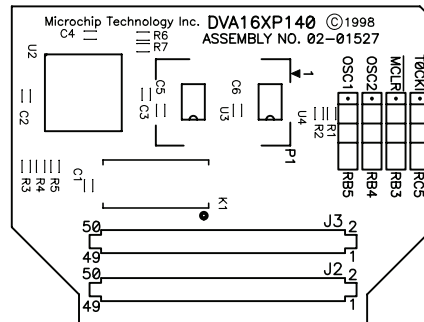 Microchip Technology Inc. DVA16XP140 ©1998
ASSEMBLY NO. 02-01527
C4
R6
R7
U2
1
OSC1
OSC2
MCLR
T0CKI
C5
C3
C6
U3
U4
R2
R1
C2
P1
R3
R4
R5
C1
K1
RB5
RB4
RB3
RC5
50
J3
2
49
1
50
J2
2
49
1